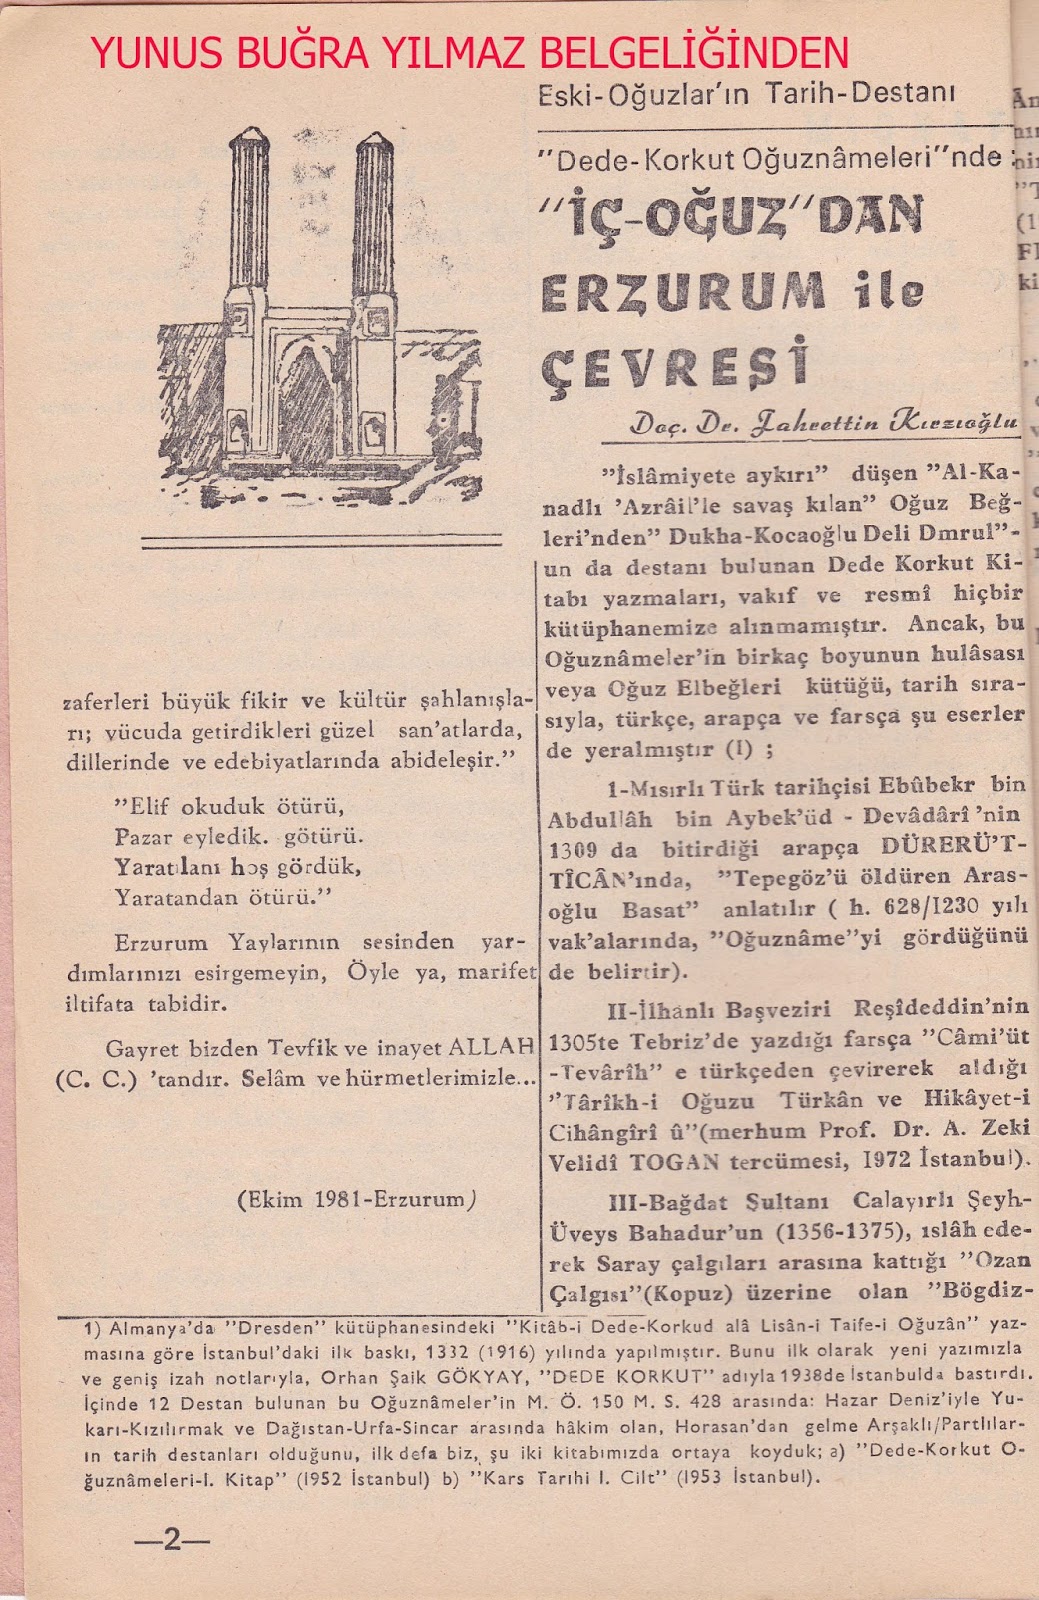 YUNUS BUĞRA YILMAZ BELGELİĞİNDEN
zaferleri büyük fikir ve kültür şahlanışla-
rı; vücuda getirdikleri güzel san'atlarda,
dillerinde ve edebiyatlarında abideleşir."
"Elif okuduk ötürü,
Pazar eyledik. götürü.
Yaratılanı hoş gördük,
Yaratandan ötürü."
Erzurum Yaylarının sesinden yar-
dımlarınızı esirgemeyin, Öyle ya, marifet
iltifata tabidir.
Gayret bizden Tevfik ve inayet ALLAH
(C. C.) 'tandır. Selâm ve hürmetlerimizle...
(Ekim 1981-Erzurum)
Eski-Oğuzlar'ın Tarih-Destanı
"Dede-Korkut Oğuznâmeleri"nde :
"İÇ-OĞUZ"DAN
ERZURUM ile
ÇEVRESİ
Doç. Dr. Fahrettin Kırzıoğlu
"İslâmiyete aykırı" düşen "Al-Ka-
nadlı 'Azrâil'le savaş kılan" Oğuz Beğ-
leri'nden" Dukha-Kocaoğlu Deli Dmrul"-
un da destanı bulunan Dede Korkut Ki-
tabı yazmaları, vakıf ve resmî hiçbir
kütüphanemize alınmamıştır. Ancak, bu
Oğuznâmeler'in birkaç boyunun hulâsası
veya Oğuz Elbeğleri kütüğü, tarih sıra-
sıyla, türkçe, arapça ve farsça şu eserler
de yeralmıştır (I) ;
1-Mısırlı Türk tarihçisi Ebûbekr bin
Abdullâh bin Aybek'üd - Devâdârî'nin
1309 da bitirdiği arapça DÜRERÜ'T-
TÎCÂN'ında, "Tepegöz'ü öldüren Aras-
oğlu Basat" anlatılır ( h. 628/I230 yılı
vak'alarında, "Oğuznâme"yi gördüğünü
de belirtir).
II-İlhanlı Başveziri Reşîdeddin'nin
1305te Tebriz'de yazdığı farsça "Câmi'üt
-Tevârîh" e türkçeden çevirerek aldığı
"Târîkh-i Oğuzu Türkân ve Hikâyet-i
Cihângîrî û"(merhum Prof. Dr. A. Zeki
Velidî TOGAN tercümesi, I972 İstanbul).
III-Bağdat Sultanı Calayırlı Şeyh-
Üveys Bahadur'un (1356-1375), ıslâh ede-
rek Saray çalgıları arasına kattığı "Ozan
Çalgısı"(Kopuz) üzerine olan "Bögdiz-
1) Almanya'da "Dresden" kütüphanesindeki "Kitâb-i Dede-Korkud alâ Lisân-i Taife-i Oğuzân" yaz-
masına göre İstanbul'daki ilk baskı, 1332 (1916) yılında yapılmıştır. Bunu ilk olarak yeni yazımızla
ve geniş izah notlarıyla, Orhan Şaik GÖKYAY, "DEDE KORKUT" adıyla 1938de İstanbulda bastırdı.
İçinde 12 Destan bulunan bu Oğuznâmeler'in M. Ö. 150 M. S. 428 arasında: Hazar Deniz'iyle Yu-
karı-Kızılırmak ve Dağıstan-Urfa-Sincar arasında hâkim olan, Horasan'dan gelme Arşaklı/Partlılar-
ın tarih destanları olduğunu, ilk defa biz, şu iki kitabımızda ortaya koyduk; a) "Dede-Korkut O-
ğuznâmeleri-I. Kitap" (I952 İstanbul) b) "Kars Tarihi I. Cilt" (I953 İstanbul).
—2—